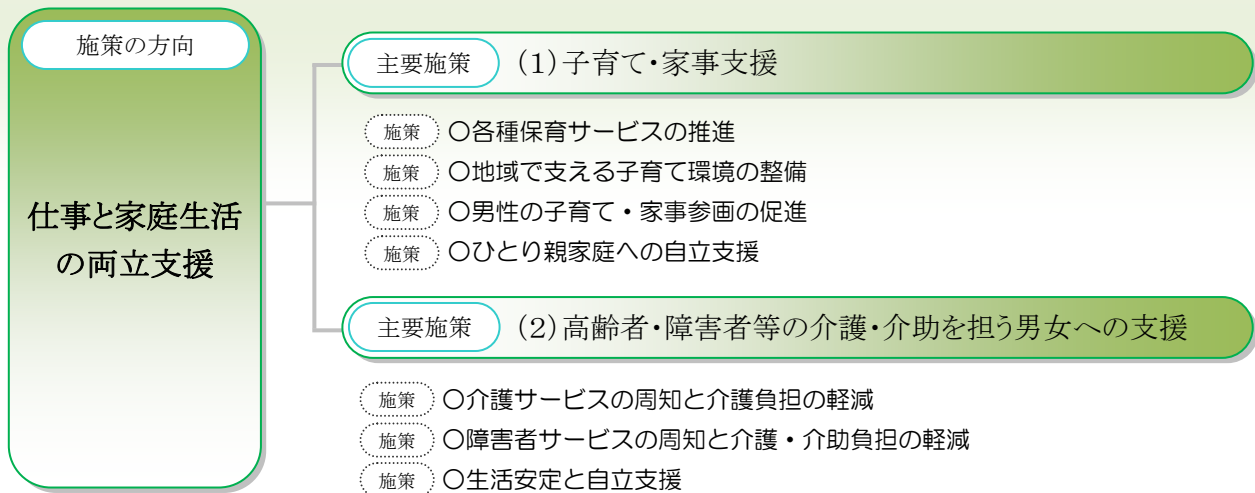 施策の方向
仕事と家庭生活
の両立支援
主要施策 (1)子育て・家事支援
施策 〇各種保育サービスの推進
施策 〇地域で支える子育て環境の整備
施策 〇男性の子育て・家事参画の促進
施策 〇ひとり親家庭への自立支援
主要施策 (2)高齢者・障害者等の介護・介助を担う男女への支援
施策 〇介護サービスの周知と介護負担の軽減
施策 〇障害者サービスの周知と介護・介助負担の軽減
施策 〇生活安定と自立支援